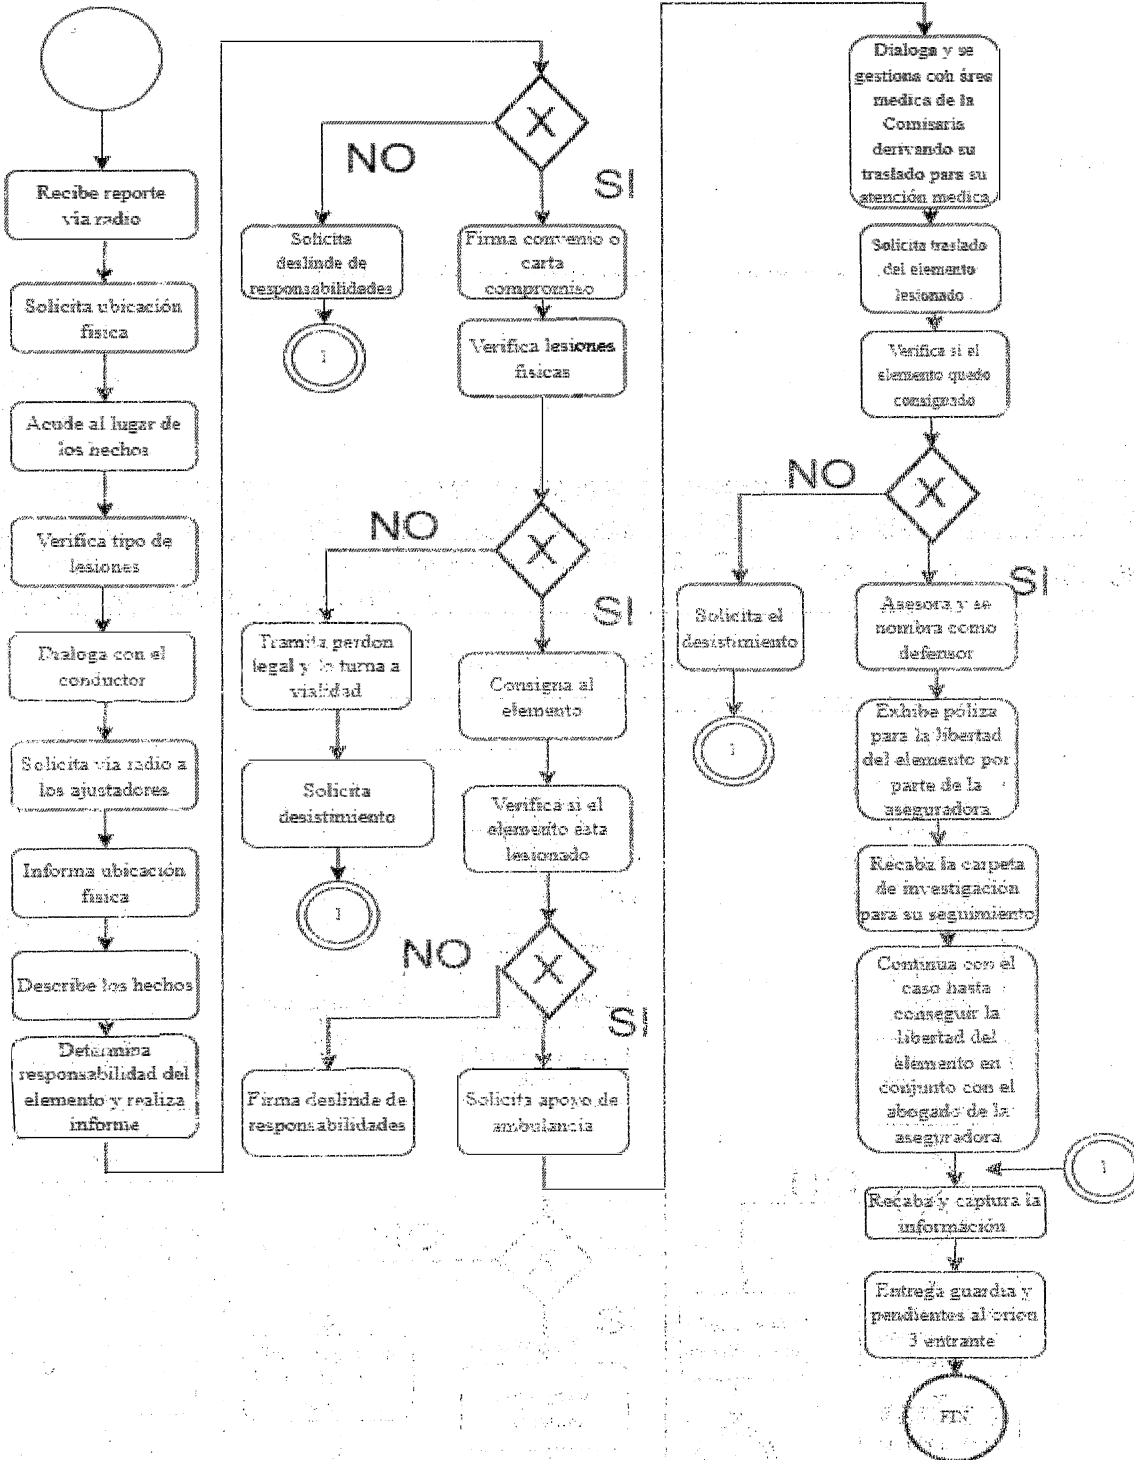 Recibe reporte
vía radio
Solicita ubicación
física
Acude al lugar de
los hechos
Verifica tipo de
lesiones
Dialoga con el
conductor
Solicita vía radio a
los ajustadores
Informa ubicación
física
Describe los hechos
Determina
responsabilidad del
elemento y realiza
informe
X
NO
SI
Solicita
deslinde de
responsabilidades
1
Firma convenio o
carta
compromiso
Verifica lesiones
físicas
X
NO
SI
Tramita perdon
legal y lo turna a
vialidad
Solicita
desistimiento
1
Consigna al
elemento
Verifica si el
elemento esta
lesionado
X
NO
SI
Firma deslinde de
responsabilidades
Solicita apoyo de
ambulancia
Dialoga y se
gestiona con área
medica de la
Comisaria
derivando su
traslado para su
atención medica
Solicita traslado
del elemento
lesionado
Verifica si el
elemento quedo
consignado
X
NO
SI
Solicita el
desistimiento
1
Asesora y se
nombra como
defensor
Exhibe póliza
para la libertad
del elemento por
parte de la
aseguradora
Recaba la carpeta
de investigación
para su seguimiento
Continua con el
caso hasta
conseguir la
libertad del
elemento en
conjunto con el
abogado de la
aseguradora
1
Recaba y captura la
información
Entrega guardia y
pendientes al orion
3 entrante
FIN